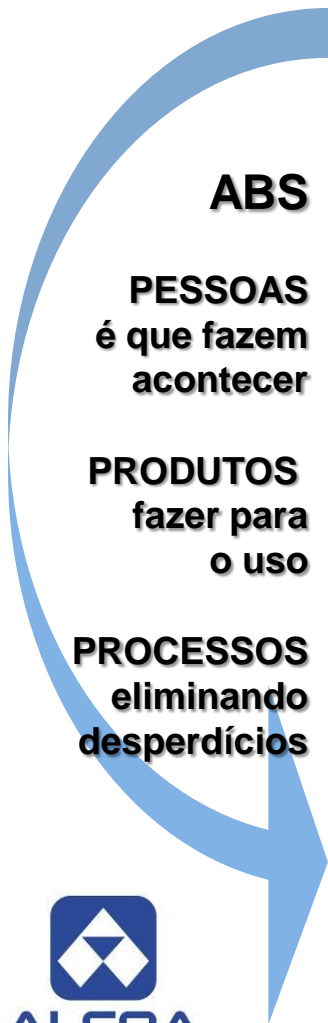 ABS
PESSOAS
é que fazem
acontecer
PRODUTOS
fazer para
o uso
PROCESSOS
eliminando
desperdícios